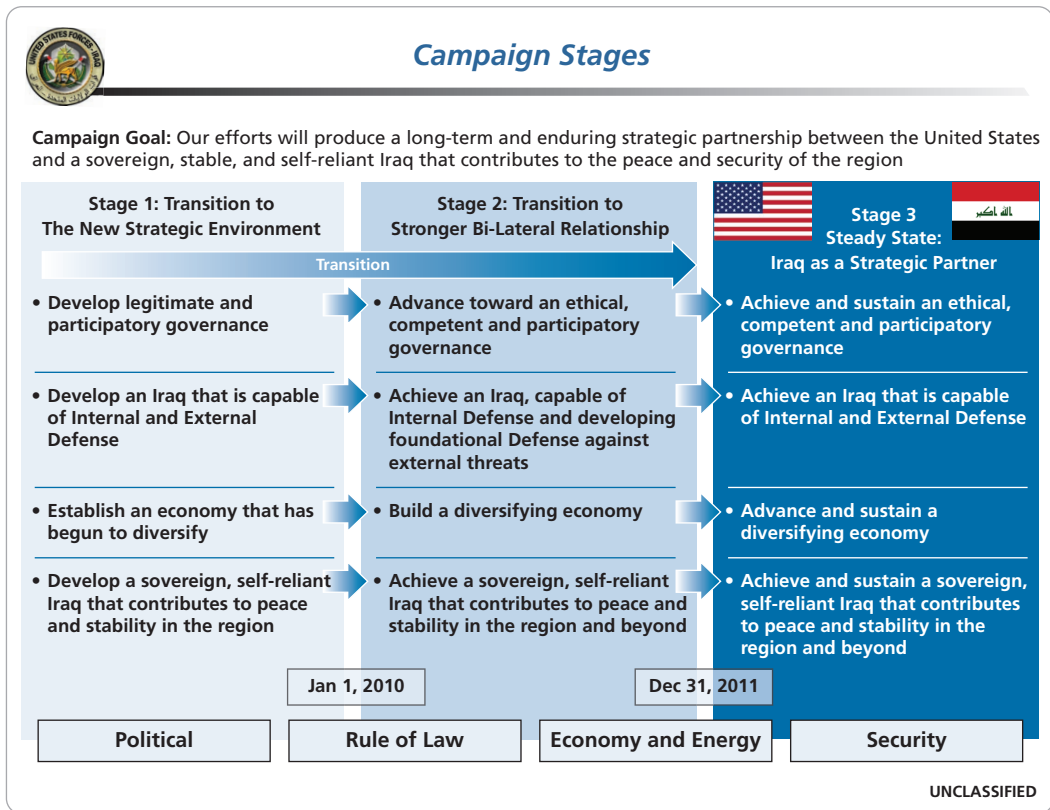 UNITED STATES FORCES-IRAQ
Campaign Stages
Campaign Goal: Our efforts will produce a long-term and enduring strategic partnership between the United States
and a sovereign, stable, and self-reliant Iraq that contributes to the peace and security of the region
Stage 1: Transition to
The New Strategic Environment
Stage 2: Transition to
Stronger Bi-Lateral Relationship
الله اكبر
Stage 3
Steady State:
Iraq as a Strategic Partner
Transition
• Develop legitimate and
participatory governance
• Advance toward an ethical,
competent and participatory
governance
• Achieve and sustain an ethical,
competent and participatory
governance
• Develop an Iraq that is capable
of Internal and External
Defense
• Achieve an Iraq, capable of
Internal Defense and developing
foundational Defense against
external threats
• Achieve an Iraq that is capable
of Internal and External Defense
• Establish an economy that has
begun to diversify
• Build a diversifying economy
• Advance and sustain a
diversifying economy
• Develop a sovereign, self-reliant
Iraq that contributes to peace
and stability in the region
• Achieve a sovereign, self-reliant
Iraq that contributes to peace and
stability in the region and beyond
• Achieve and sustain a sovereign,
self-reliant Iraq that contributes
to peace and stability in the
region and beyond
Jan 1, 2010
Dec 31, 2011
Political
Rule of Law
Economy and Energy
Security
UNCLASSIFIED